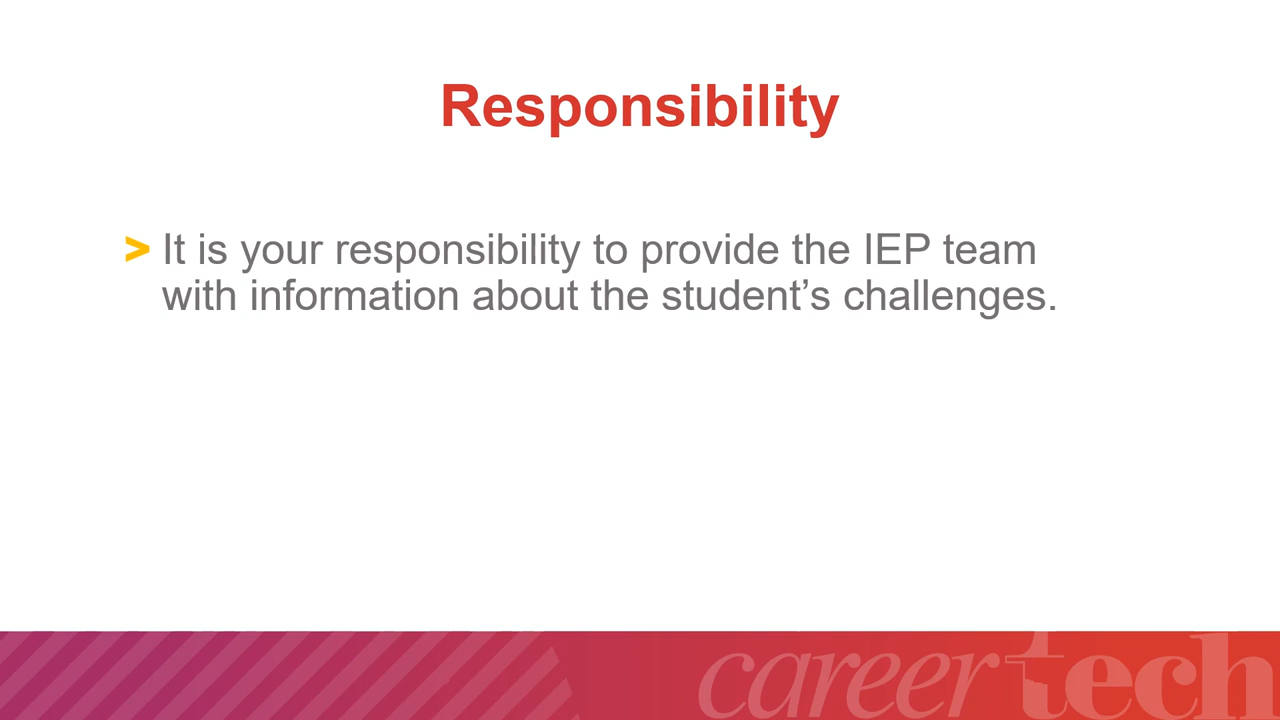 Responsibility
> It is your responsibility to provide the IEP team
with information about the student’s challenges.
careertech